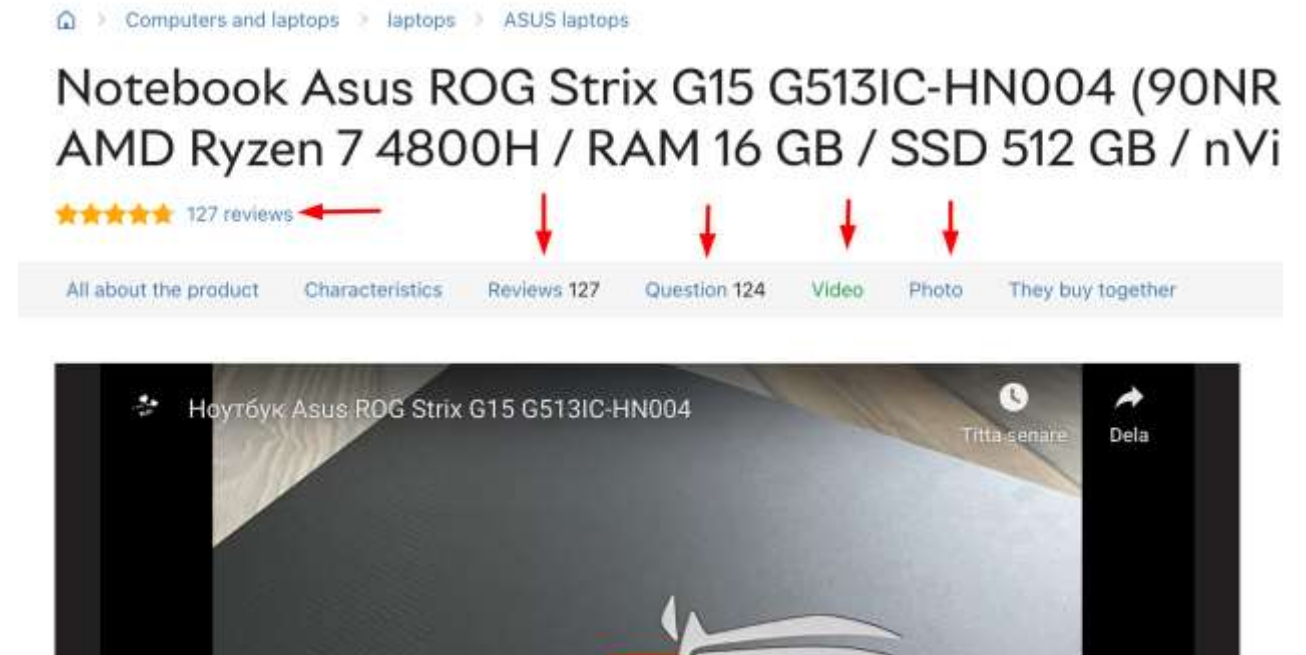 Computers and laptops > laptops > ASUS laptops
Notebook Asus ROG Strix G15 G513IC-HN004 (90NR
AMD Ryzen 7 4800H / RAM 16 GB / SSD 512 GB / nVi
127 reviews
All about the product Characteristics Reviews 127 Question 124 Video Photo They buy together
Ноутбук Asus ROG Strix G15 G513IC-HN004
Titta senare Dela